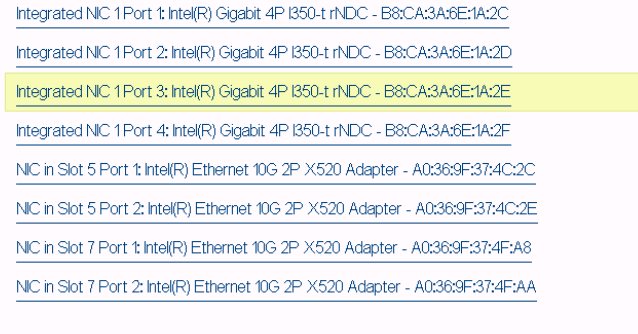 Integrated NIC 1 Port 1: Intel(R) Gigabit 4P I350-t rNDC - B8:CA:3A:6E:1A:2C
Integrated NIC 1 Port 2: Intel(R) Gigabit 4P I350-t rNDC - B8:CA:3A:6E:1A:2D
Integrated NIC 1 Port 3: Intel(R) Gigabit 4P I350-t rNDC - B8:CA:3A:6E:1A:2E
Integrated NIC 1 Port 4: Intel(R) Gigabit 4P I350-t rNDC - B8:CA:3A:6E:1A:2F
NIC in Slot 5 Port 1: Intel(R) Ethernet 10G 2P X520 Adapter - A0:36:9F:37:4C:2C
NIC in Slot 5 Port 2: Intel(R) Ethernet 10G 2P X520 Adapter - A0:36:9F:37:4C:2E
NIC in Slot 7 Port 1: Intel(R) Ethernet 10G 2P X520 Adapter - A0:36:9F:37:4F:A8
NIC in Slot 7 Port 2: Intel(R) Ethernet 10G 2P X520 Adapter - A0:36:9F:37:4F:AA